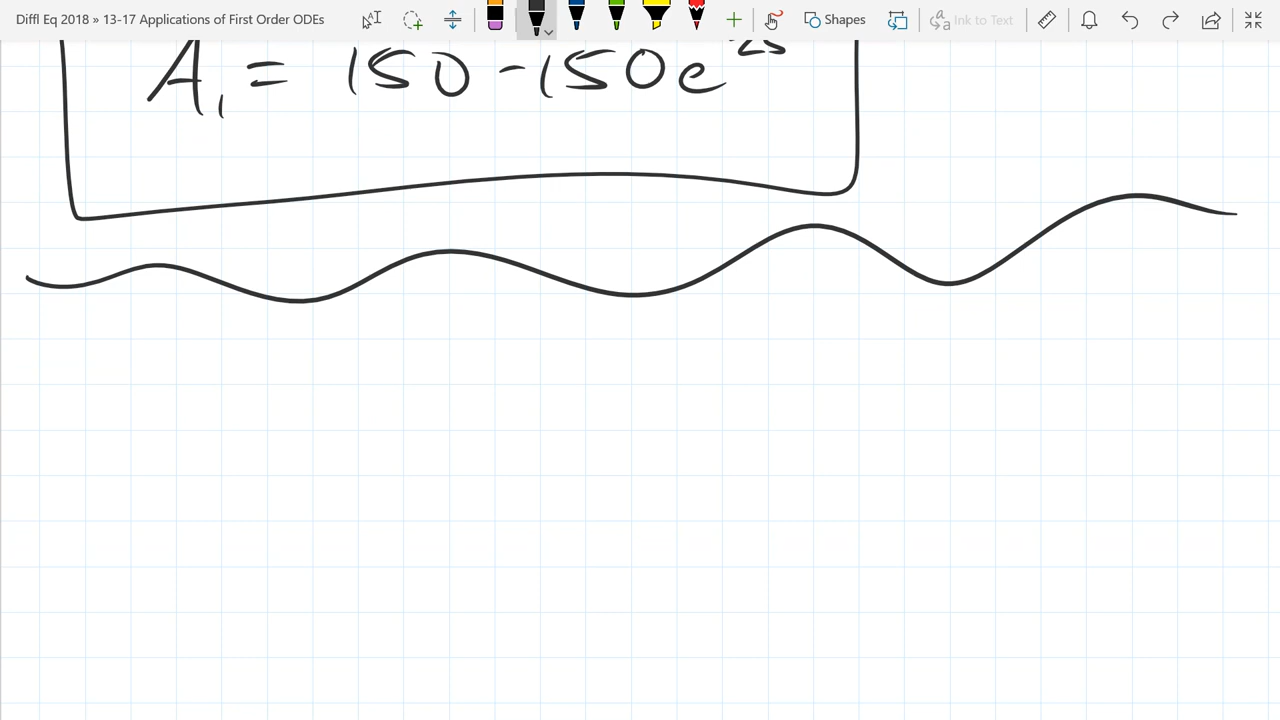 Diffl Eq 2018 » 13-17 Applications of First Order ODEs
Shapes
Ink to Text
A₁ = 150 - 150e